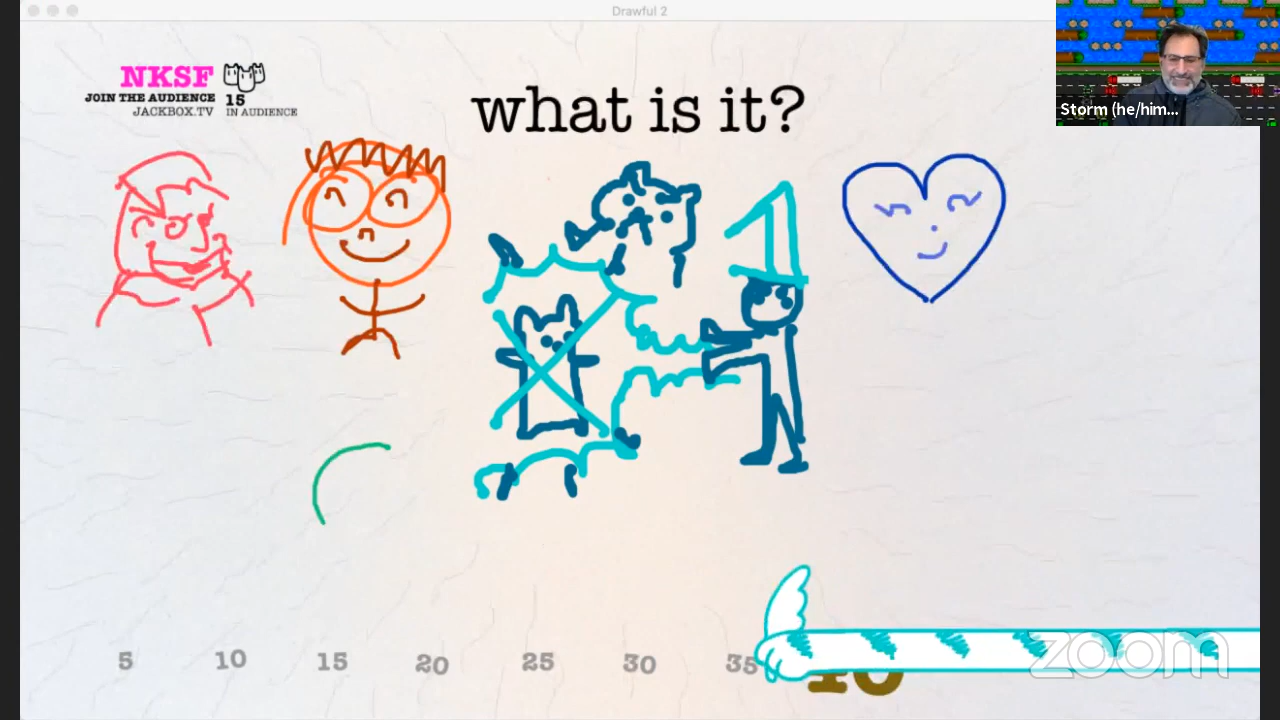 Drawful 2
NKSF
JOIN THE AUDIENCE
JACKBOX.TV
15
IN AUDIENCE
what is it?
Storm (he/him...
5 10 15 20 25 30 35
zoom